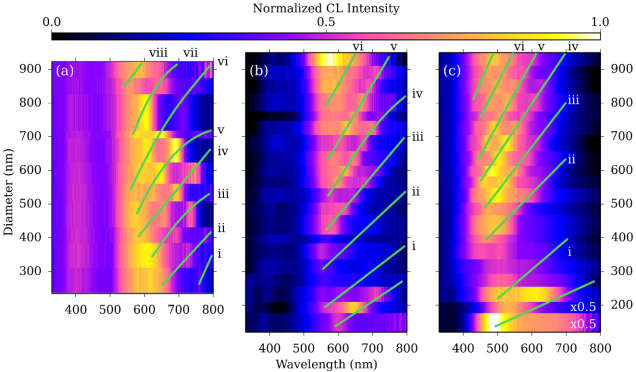 Normalized CL Intensity
0.0 0.5 1.0
viii vii vi v vi v iv
(a) vi (b) (c)
900 800 700 600 500 400 300
Diameter (nm)
v
iv
iii
ii
i
iv
iii
ii
i
iii
ii
i
x0.5
x0.5
900 800 700 600 500 400 300 200
Diameter (nm)
400 500 600 700 800
400 500 600 700 800
400 500 600 700 800
Wavelength (nm)